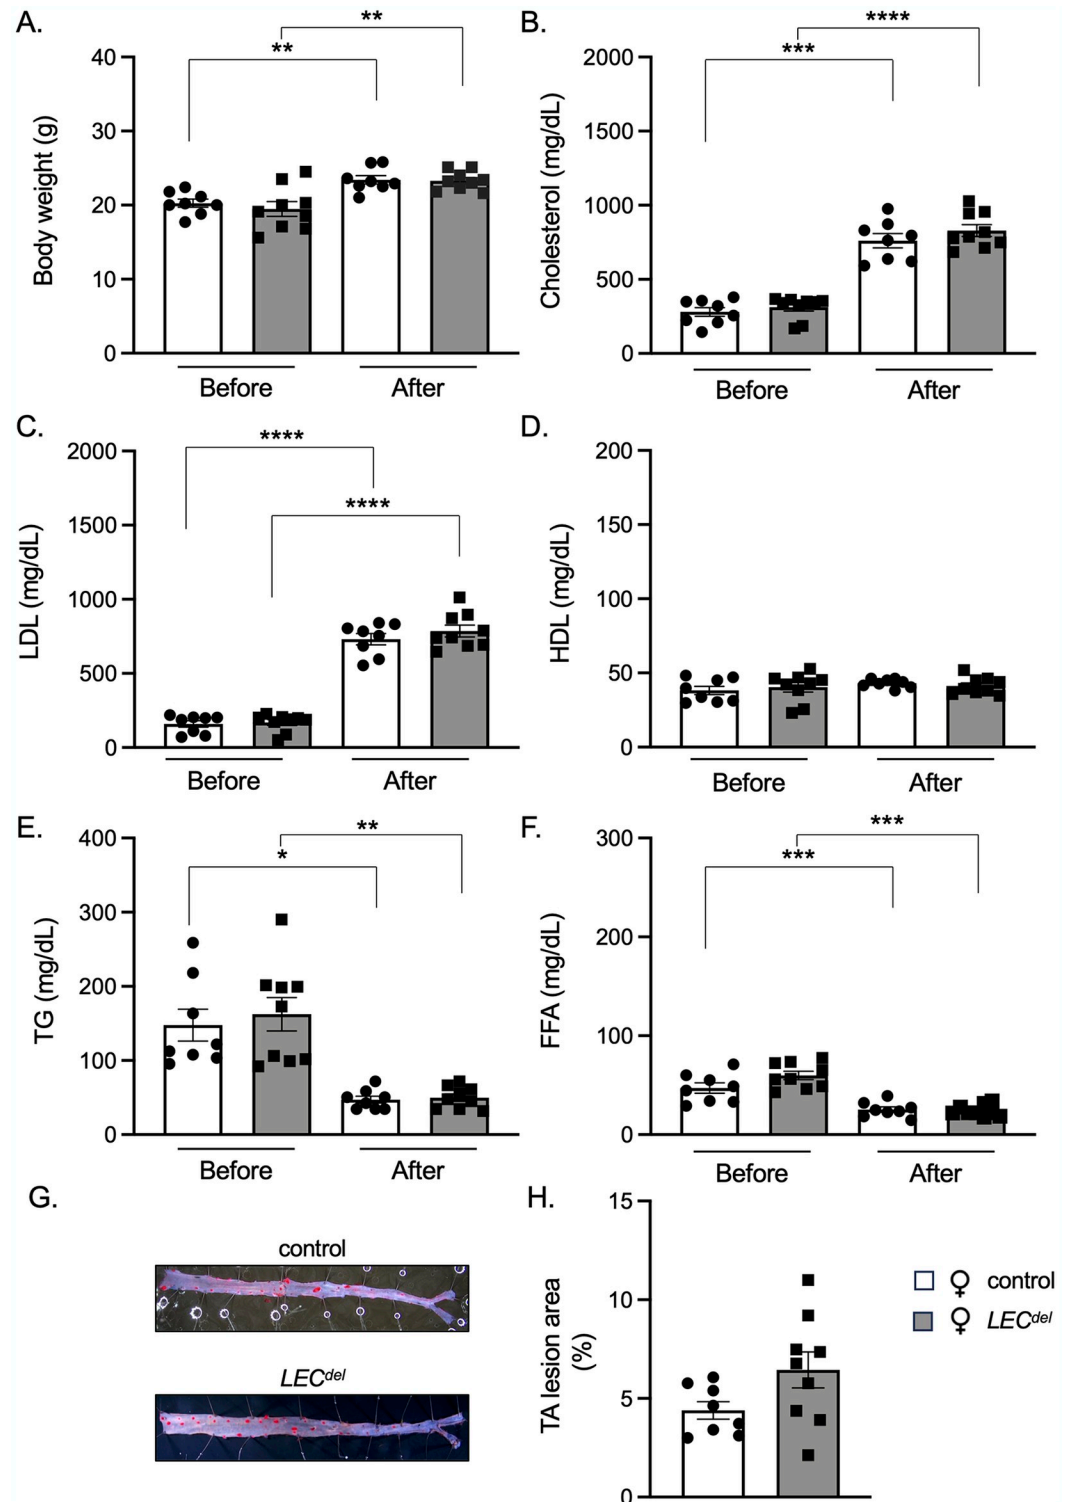 A.
**
**
40
30
20
10
0
Body weight (g)
Before
After
B.
****
***
2000
1500
1000
500
0
Cholesterol (mg/dL)
Before
After
C.
****
****
2000
1500
1000
500
0
LDL (mg/dL)
Before
After
D.
200
150
100
50
0
HDL (mg/dL)
Before
After
E.
**
*
400
300
200
100
0
TG (mg/dL)
Before
After
F.
***
***
300
200
100
0
FFA (mg/dL)
Before
After
G.
control
LECdel
H.
15
10
5
0
TA lesion area
(%)
♀ control
♀ LECdel